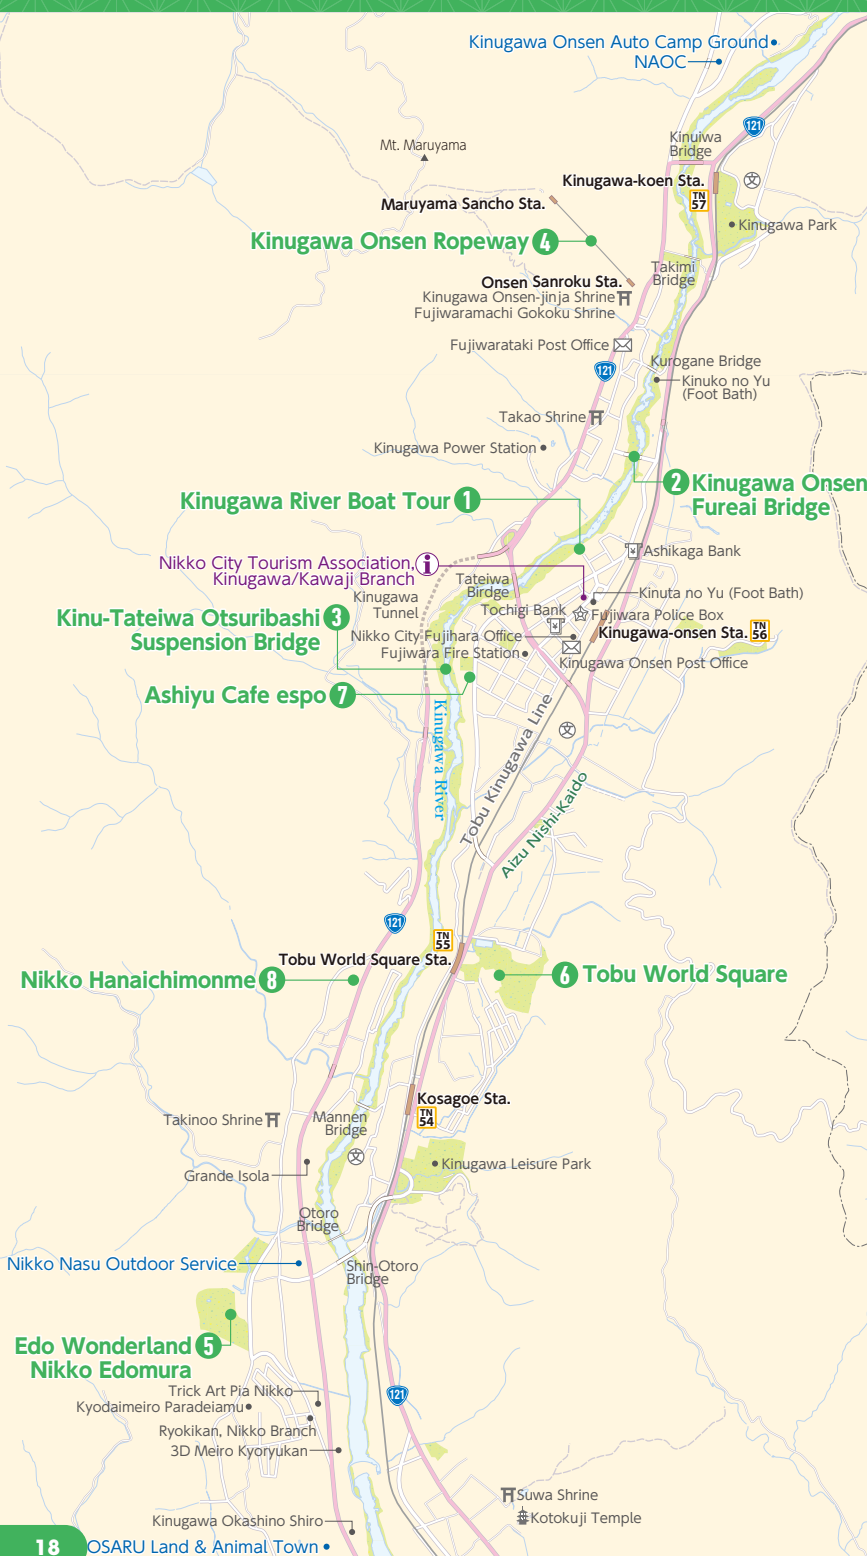 Kinugawa Onsen Auto Camp Ground
NAOC
121
Kinuiwa
Bridge
Mt. Maruyama
Kinugawa-koen Sta.
TN
57
Maruyama Sancho Sta.
Kinugawa Park
Kinugawa Onsen Ropeway 4
Takimi
Bridge
Onsen Sanroku Sta.
Kinugawa Onsen-jinja Shrine
Fujiwaramachi Gokoku Shrine
Fujiwarataki Post Office
Kurogane Bridge
121
Kinuko no Yu
(Foot Bath)
Takao Shrine
Kinugawa Power Station
2 Kinugawa Onsen
Fureai Bridge
Kinugawa River Boat Tour 1
Ashikaga Bank
Nikko City Tourism Association,
Kinugawa/Kawaji Branch
i
Tateiwa
Birdge
Kinugawa
Tunnel
Kinuta no Yu (Foot Bath)
Tochigi Bank
Fujiwara Police Box
Kinu-Tateiwa Otsuribashi 3
Suspension Bridge
Nikko City Fujihara Office
Kinugawa-onsen Sta.
TN
56
Fujiwara Fire Station
Kinugawa Onsen Post Office
Ashiyu Cafe espo 7
Kinugawa River
Tobu Kinugawa Line
Aizu Nishi-Kaido
121
TN
55
Tobu World Square Sta.
Nikko Hanaichimonme 8
6 Tobu World Square
Kosagoe Sta.
TN
54
Takinoo Shrine
Mannen
Bridge
Kinugawa Leisure Park
Grande Isola
Otoro
Bridge
Nikko Nasu Outdoor Service
Shin-Otoro
Bridge
Edo Wonderland 5
Nikko Edomura
Trick Art Pia Nikko
121
Kyodaimeiro Paradeiamu
Ryokikan, Nikko Branch
3D Meiro Kyoryukan
Suwa Shrine
Kotokuji Temple
Kinugawa Okashino Shiro
18
OSARU Land & Animal Town